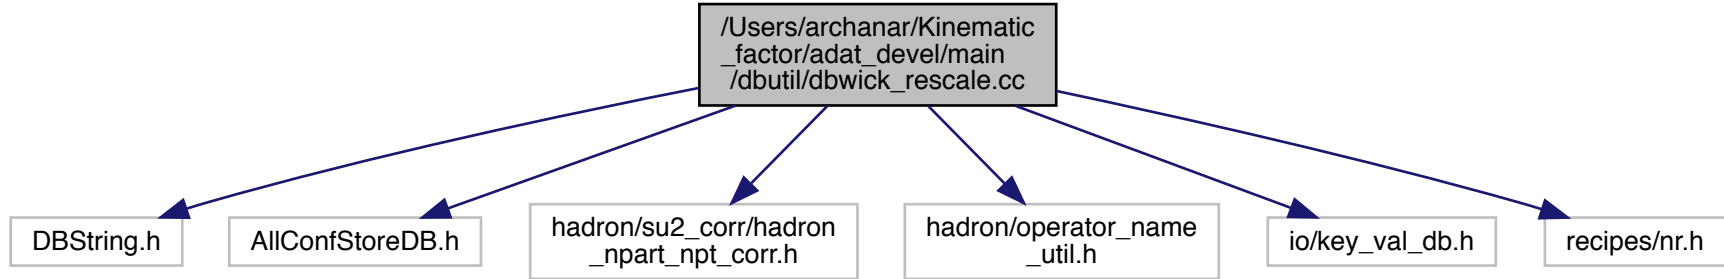 /Users/archanar/Kinematic
_factor/adat_devel/main
/dbutil/dbwick_rescale.cc
DBString.h
AllConfStoreDB.h
hadron/su2_corr/hadron
_npart_npt_corr.h
hadron/operator_name
_util.h
io/key_val_db.h
recipes/nr.h